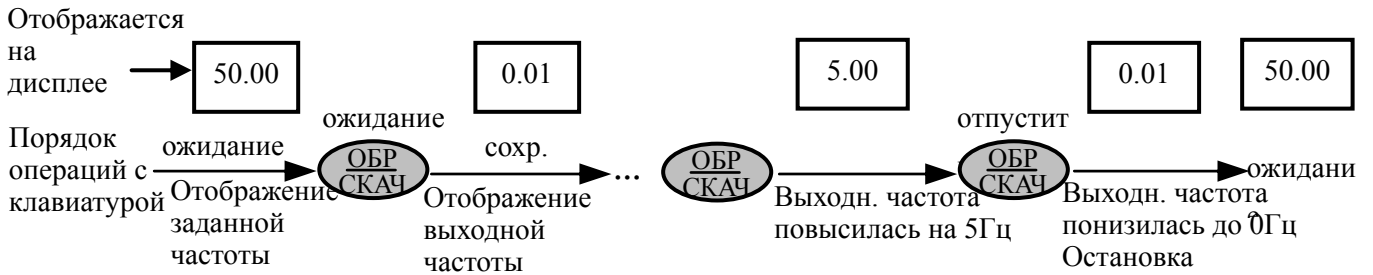 Отображается
на
дисплее
50.00
0.01
5.00
0.01
50.00
Порядок
операций с
клавиатурой
ожидание
Отображение
заданной
частоты
ожидание
ОБР
СКАЧ
сохр.
Отображение
выходной
частоты
...
ОБР
СКАЧ
Выходн. частота
повысилась на 5Гц
отпустит
ОБР
СКАЧ
Выходн. частота
понизилась до 0Гц
Остановка
ожидани